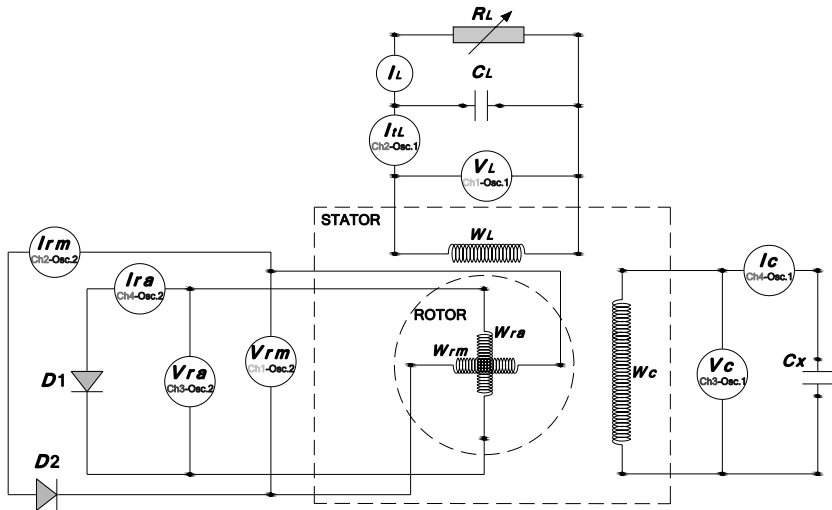 RL
IL
CL
ItL
Ch2-Osc.1
VL
Ch1-Osc.1
STATOR
WL
Irm
Ch2-Osc.2
Ic
Ch4-Osc.1
Ira
Ch4-Osc.2
ROTOR
Wra
Wrm
Vrm
Ch1-Osc.2
Vra
Ch3-Osc.2
D1
Wc
Vc
Ch3-Osc.1
Cx
D2